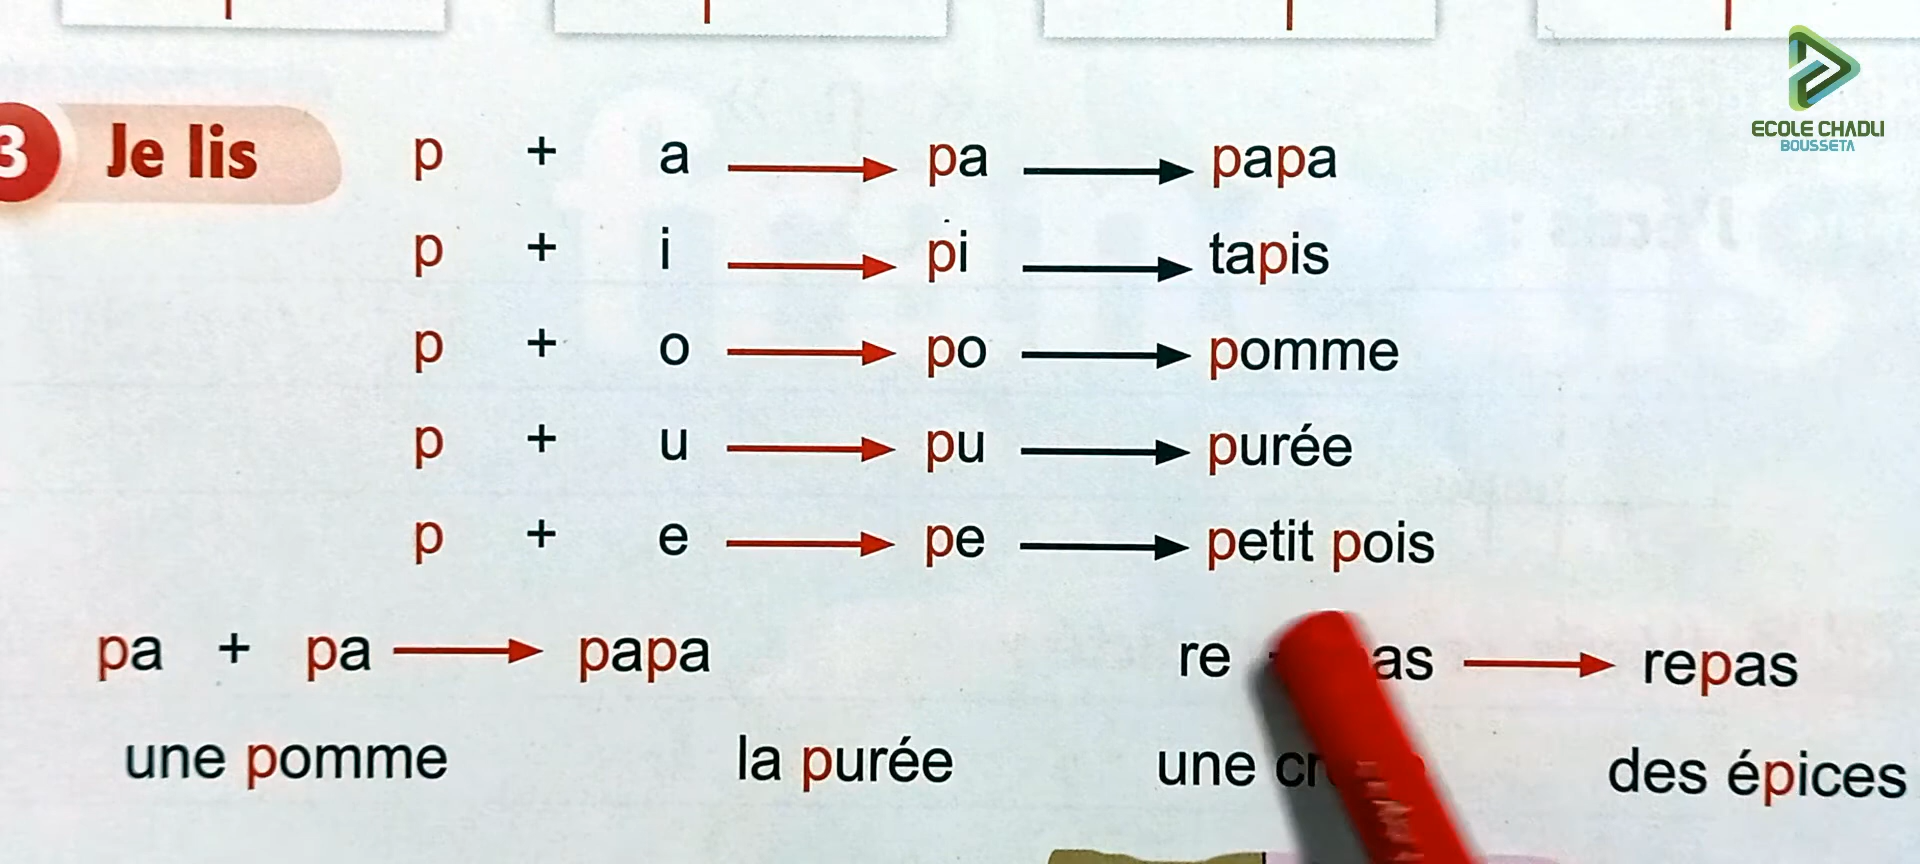 ECOLE CHADLI
BOUSSETA
3 Je lis p + a pa papa
p + i pi tapis
p + o po pomme
p + u pu purée
p + e pe petit pois
pa + pa papa re as repas
une pomme la purée une des épices